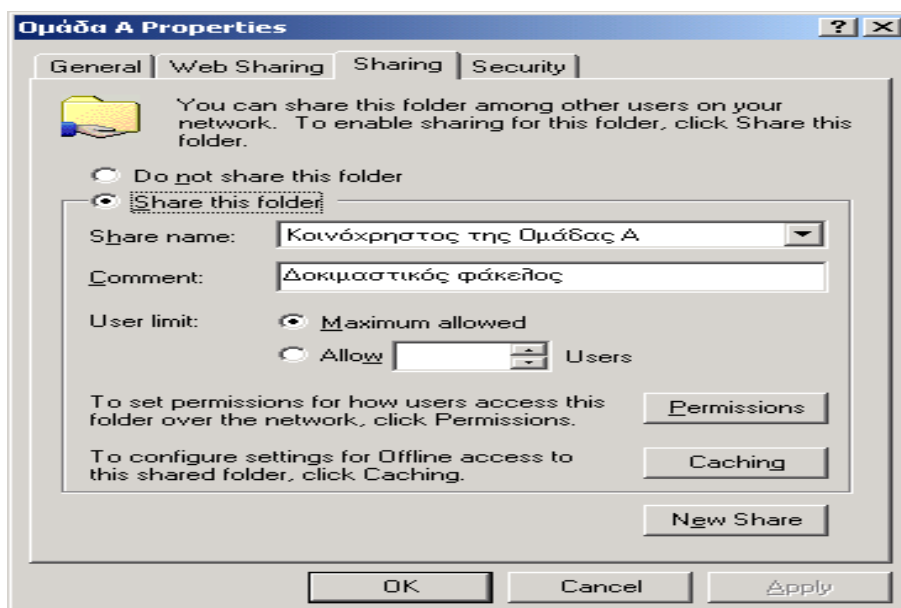 Ομάδα Α Properties
General Web Sharing Sharing Security
You can share this folder among other users on your
network. To enable sharing for this folder, click Share this
folder.
Do not share this folder
Share this folder
Share name: Κοινόχρηστος της Ομάδας Α
Comment: Δοκιμαστικός φάκελος
User limit: Maximum allowed
Allow Users
To set permissions for how users access this
folder over the network, click Permissions.
Permissions
To configure settings for Offline access to
this shared folder, click Caching.
Caching
New Share
OK Cancel Apply